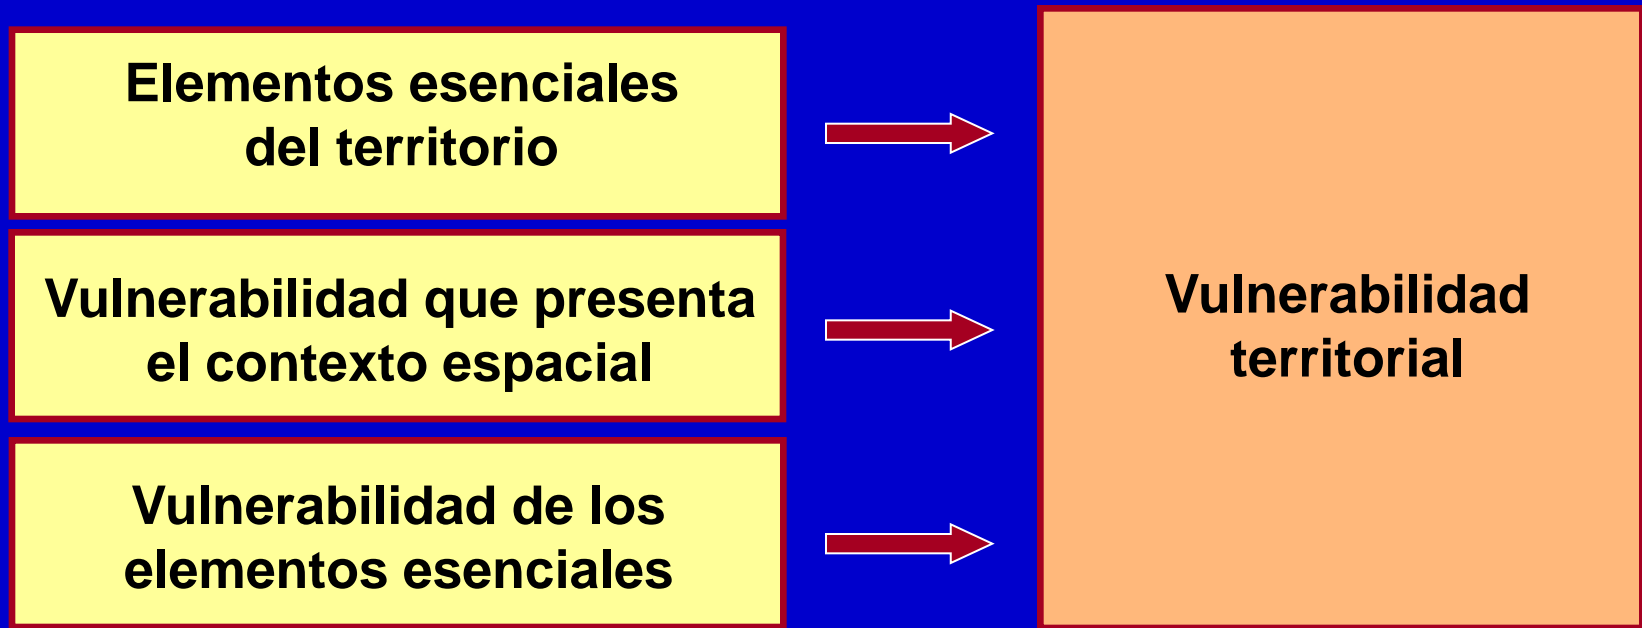 Elementos esenciales
del territorio
Vulnerabilidad que presenta
el contexto espacial
Vulnerabilidad de los
elementos esenciales
Vulnerabilidad
territorial